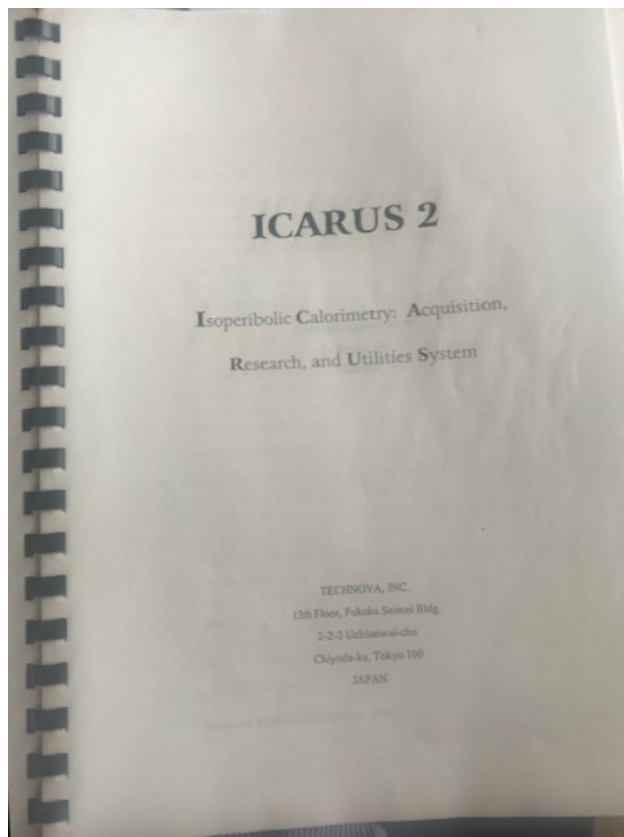 ICARUS 2
Isoperibolic Calorimetry: Acquisition,
Research, and Utilities System
TECHNOVA, INC.
13th Floor, Fukoku Seimei Bldg.
2-2-2 Uchisaiwai-cho
Chiyoda-ku, Tokyo 100
JAPAN